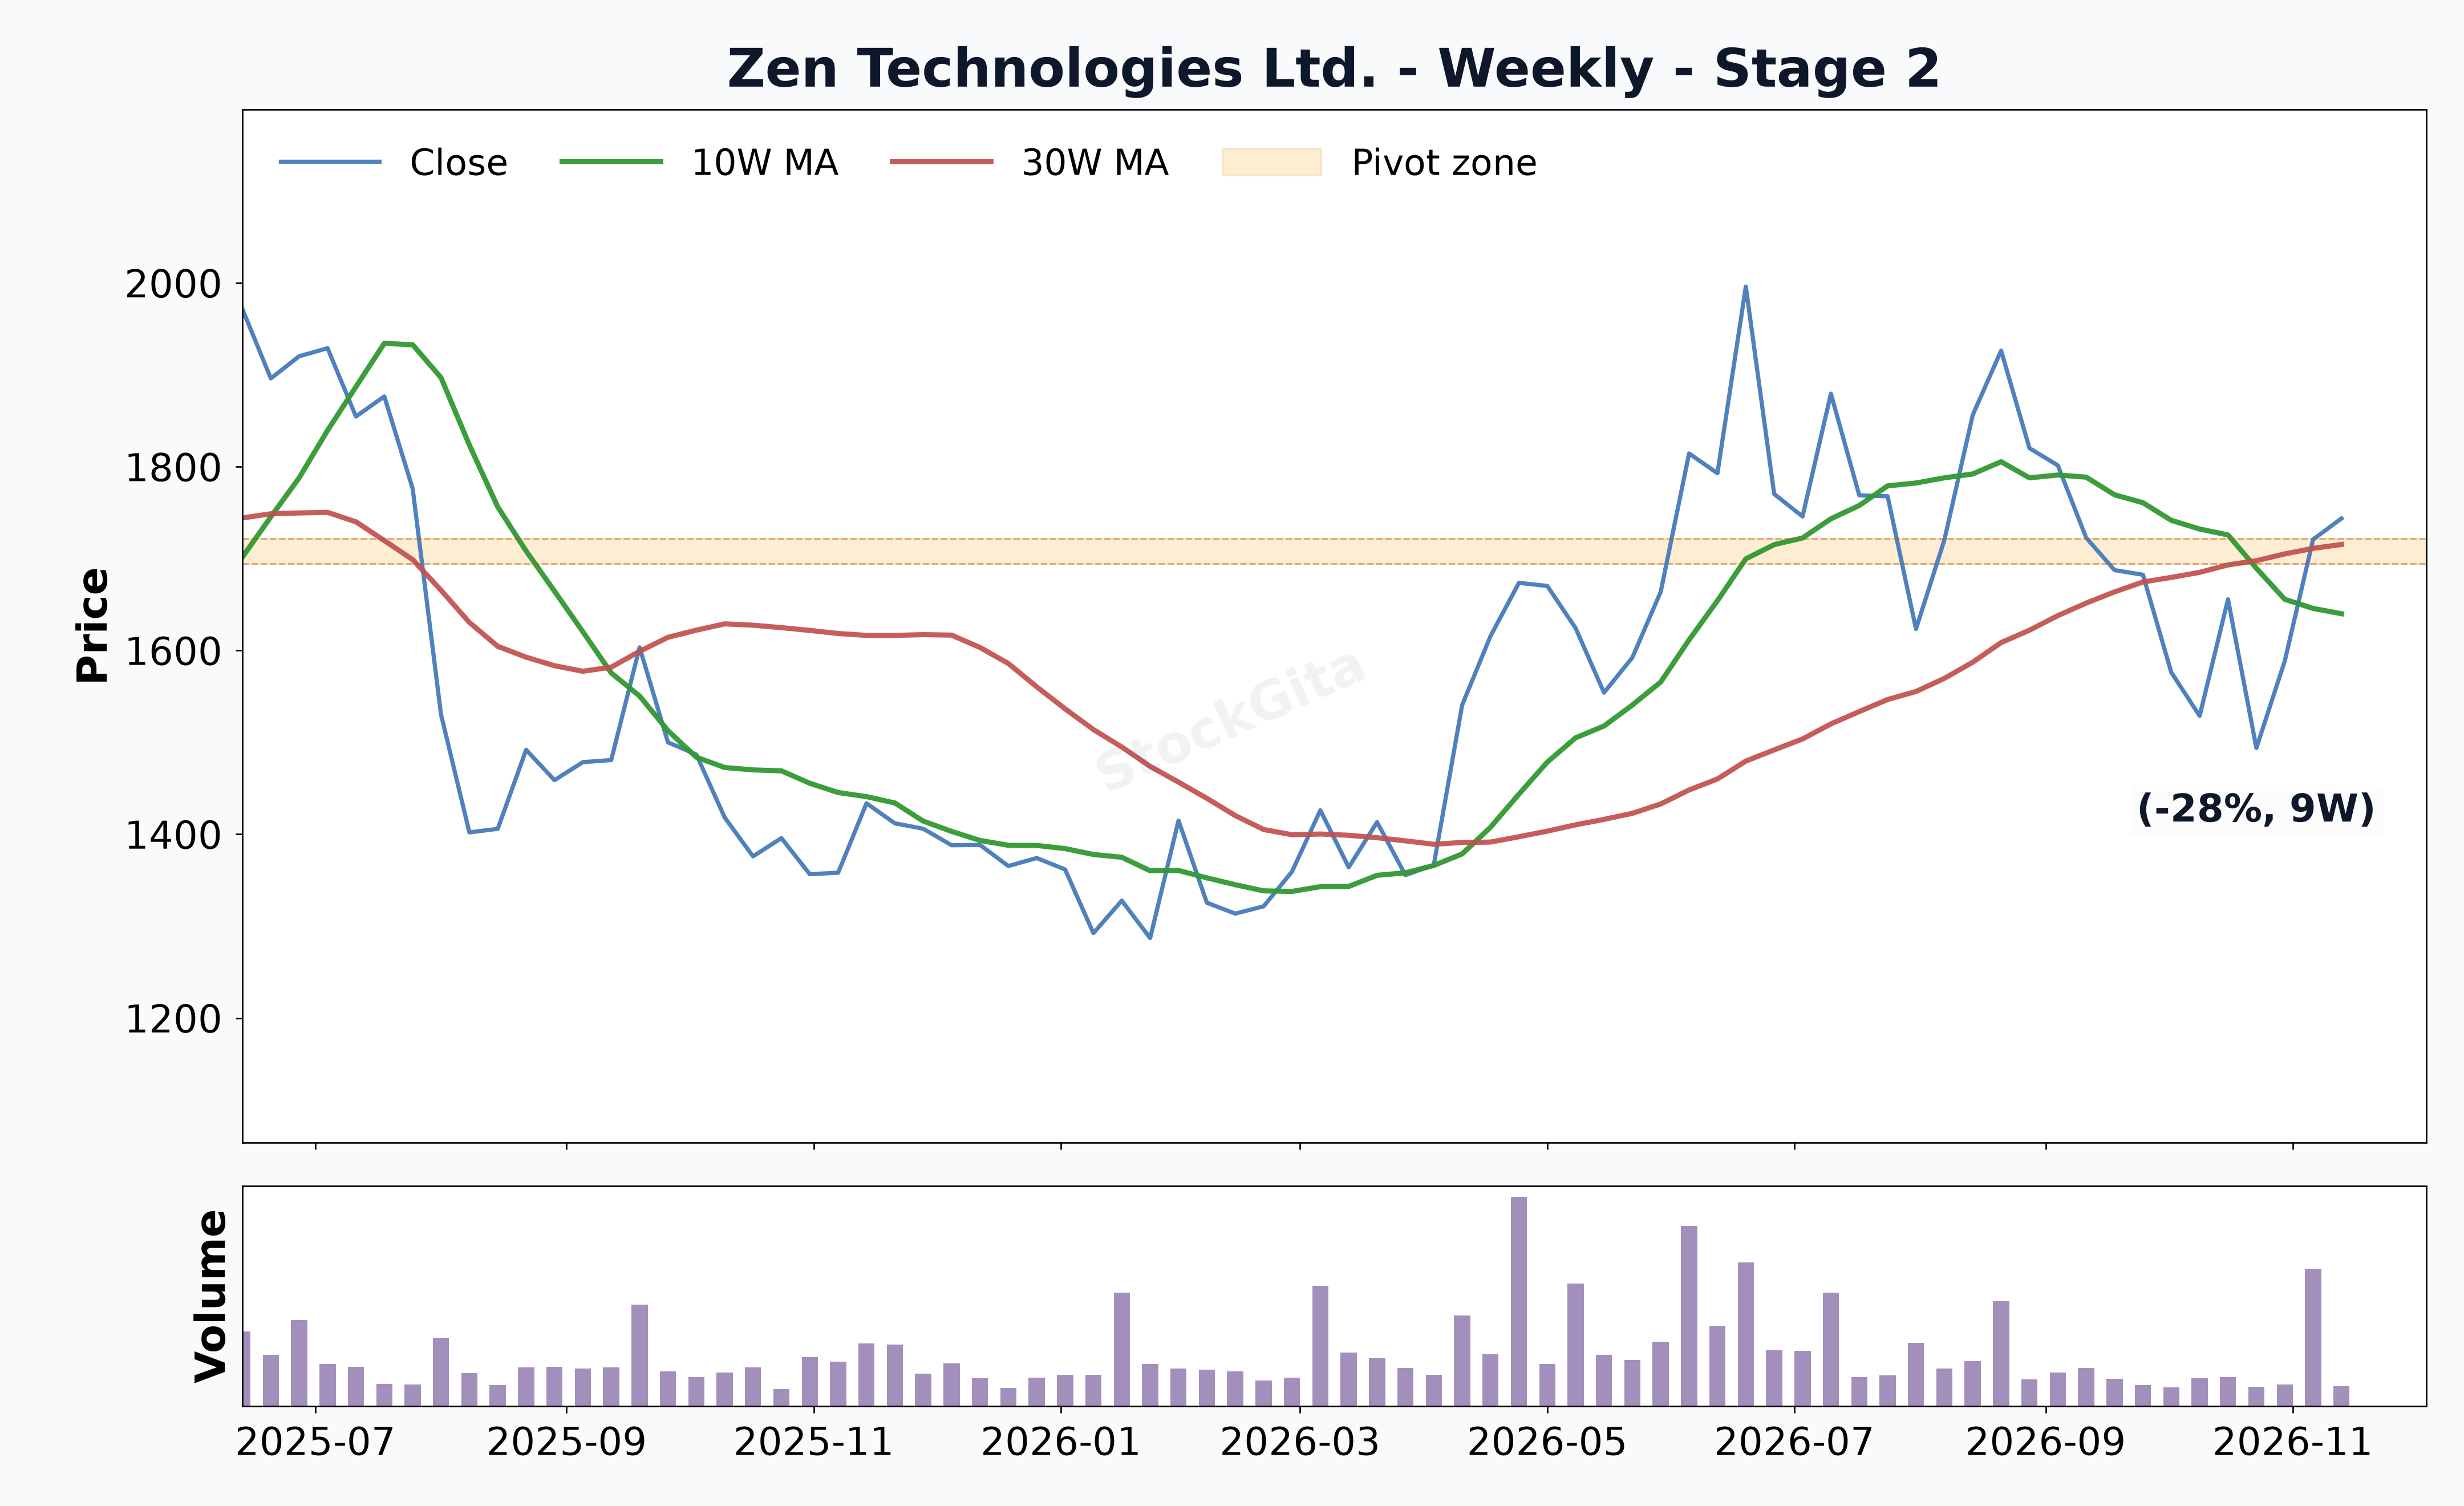 Zen Technologies Ltd. - Weekly - Stage 2
Close 10W MA 30W MA Pivot zone
Price
2000
1800
1600
1400
1200
StockGita
(-28%, 9W)
Volume
2025-07 2025-09 2025-11 2026-01 2026-03 2026-05 2026-07 2026-09 2026-11